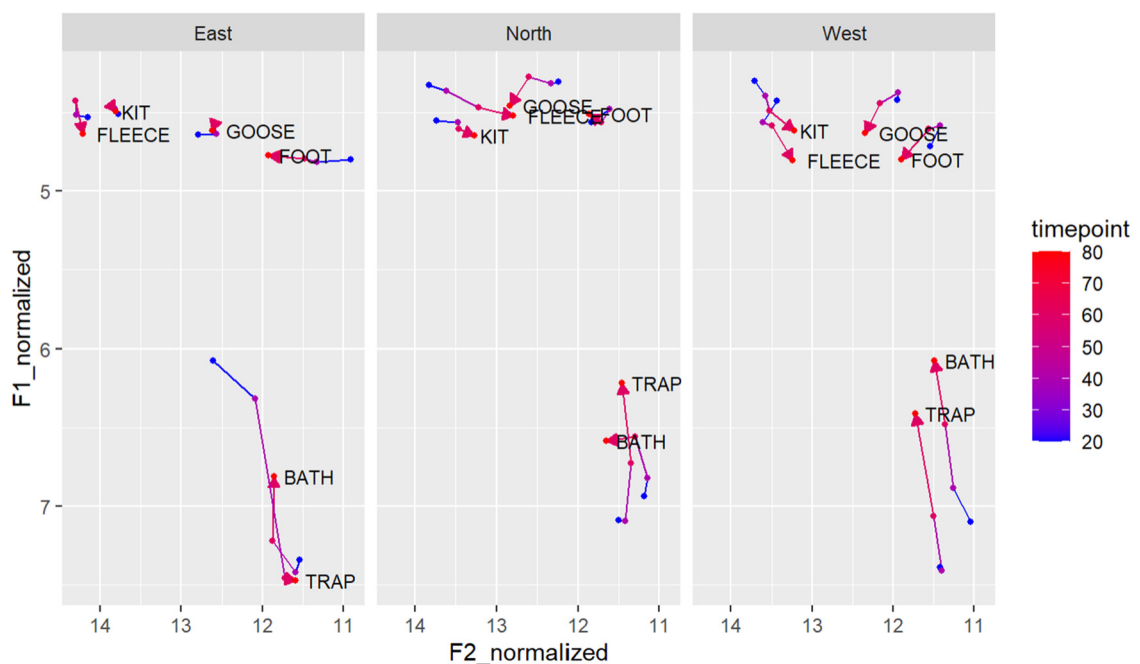 East North West
KIT
FLEECE
GOOSE
FOOT
BATH
TRAP
GOOSE
FLEECE
FOOT
KIT
TRAP
BATH
KIT
GOOSE
FLEECE
FOOT
BATH
TRAP
5
6
7
F1_normalized
14 13 12 11 14 13 12 11 14 13 12 11
F2_normalized
timepoint
80
70
60
50
40
30
20